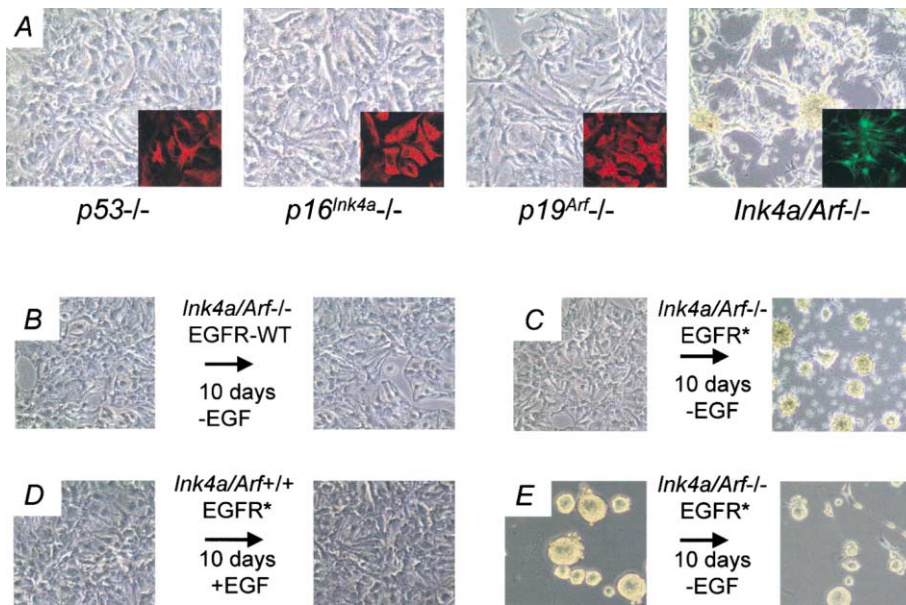 A
p53-/-
p16Ink4a-/-
p19Arf-/-
Ink4a/Arf-/-
B
Ink4a/Arf-/-
EGFR-WT
10 days
-EGF
C
Ink4a/Arf-/-
EGFR*
10 days
-EGF
D
Ink4a/Arf+/+
EGFR*
10 days
+EGF
E
Ink4a/Arf-/-
EGFR*
10 days
-EGF